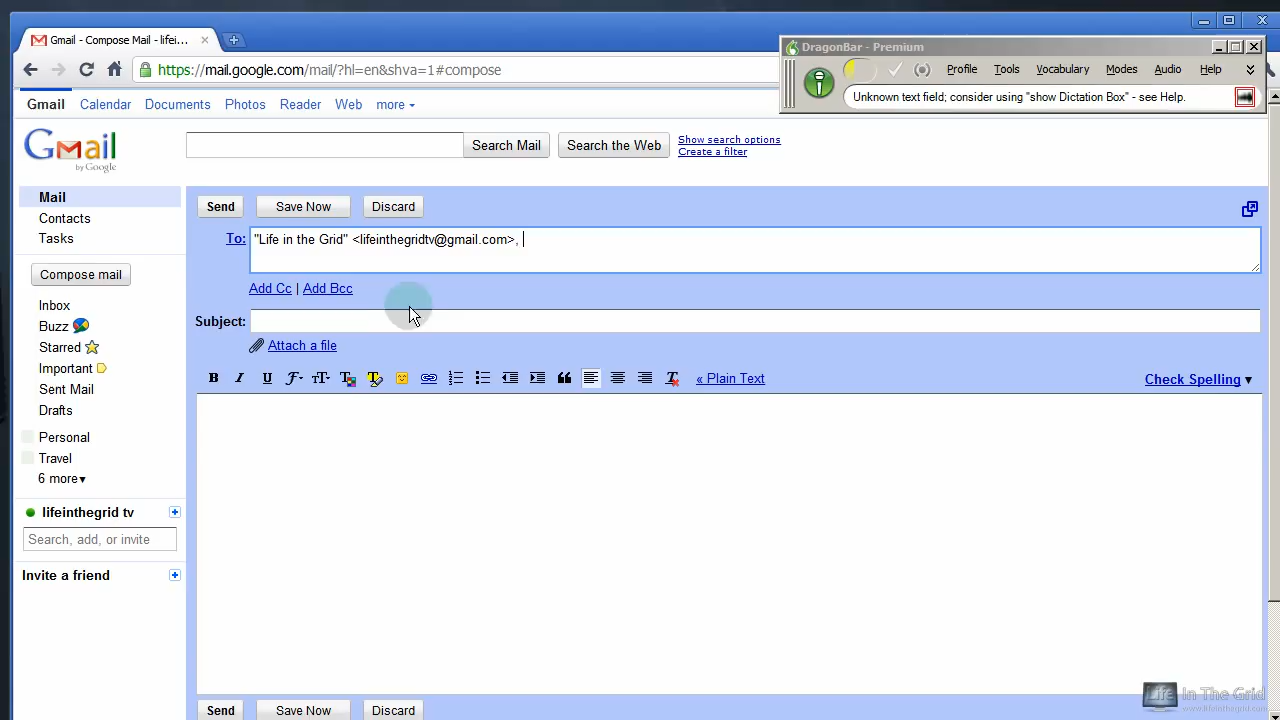 Gmail - Compose Mail - lifei...
https://mail.google.com/mail/?hl=en&shva=1#compose
DragonBar - Premium
Profile Tools Vocabulary Modes Audio Help
Unknown text field; consider using "show Dictation Box" - see Help.
Gmail Calendar Documents Photos Reader Web more
Gmail
by Google
Search Mail Search the Web
Show search options
Create a filter
Mail
Contacts
Tasks
Compose mail
Inbox
Buzz
Starred
Important
Sent Mail
Drafts
Personal
Travel
6 more▾
lifeinthegrid tv
Search, add, or invite
Invite a friend
Send Save Now Discard
To: "Life in the Grid" <lifeinthegridtv@gmail.com>,
Add Cc | Add Bcc
Subject:
Attach a file
B I U « Plain Text Check Spelling ▾
Send Save Now Discard
Life In The Grid
www.lifeinthegrid.com